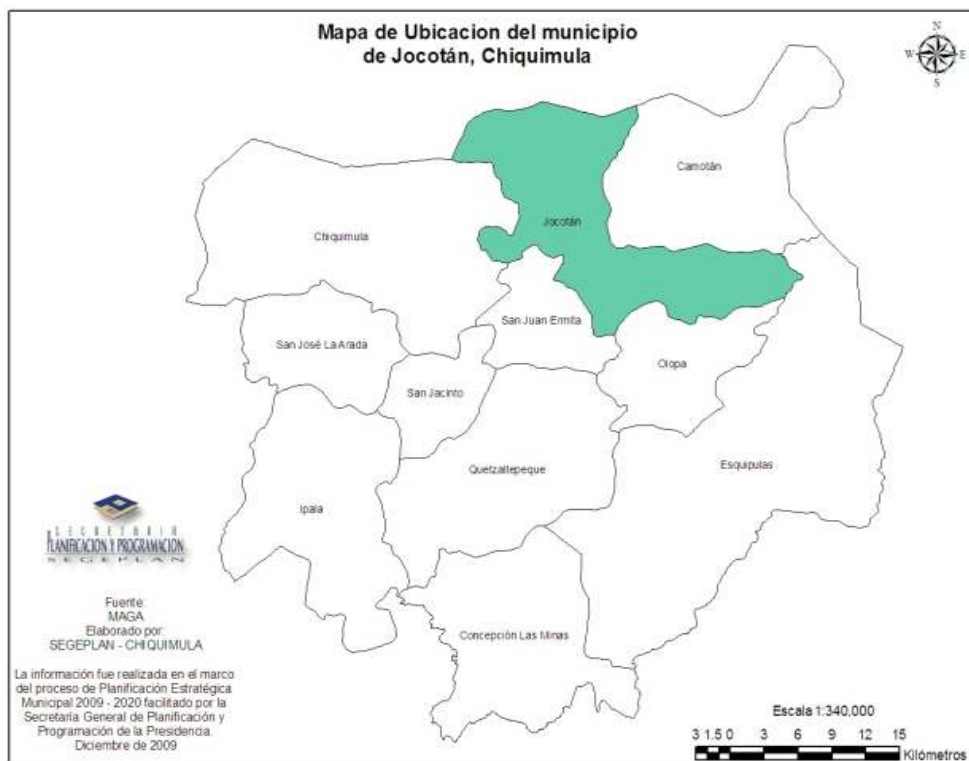 Mapa de Ubicacion del municipio
de Jocotán, Chiquimula
N
W
E
S
Camotán
Jocotán
Chiquimula
San Juan Ermita
San José La Arada
Olopa
San Jacinto
Quetzaltepeque
Esquipulas
Ipala
Concepción Las Minas
SECRETARIA
PLANIFICACION Y PROGRAMACION
SEGEPLAN
Fuente:
MAGA
Elaborado por:
SEGEPLAN - CHIQUIMULA
La información fue realizada en el marco
del proceso de Planificación Estratégica
Municipal 2009 - 2020 facilitado por la
Secretaría General de Planificación y
Programación de la Presidencia.
Diciembre de 2009
Escala 1:340,000
3 1.5 0 3 6 9 12 15
Kilómetros